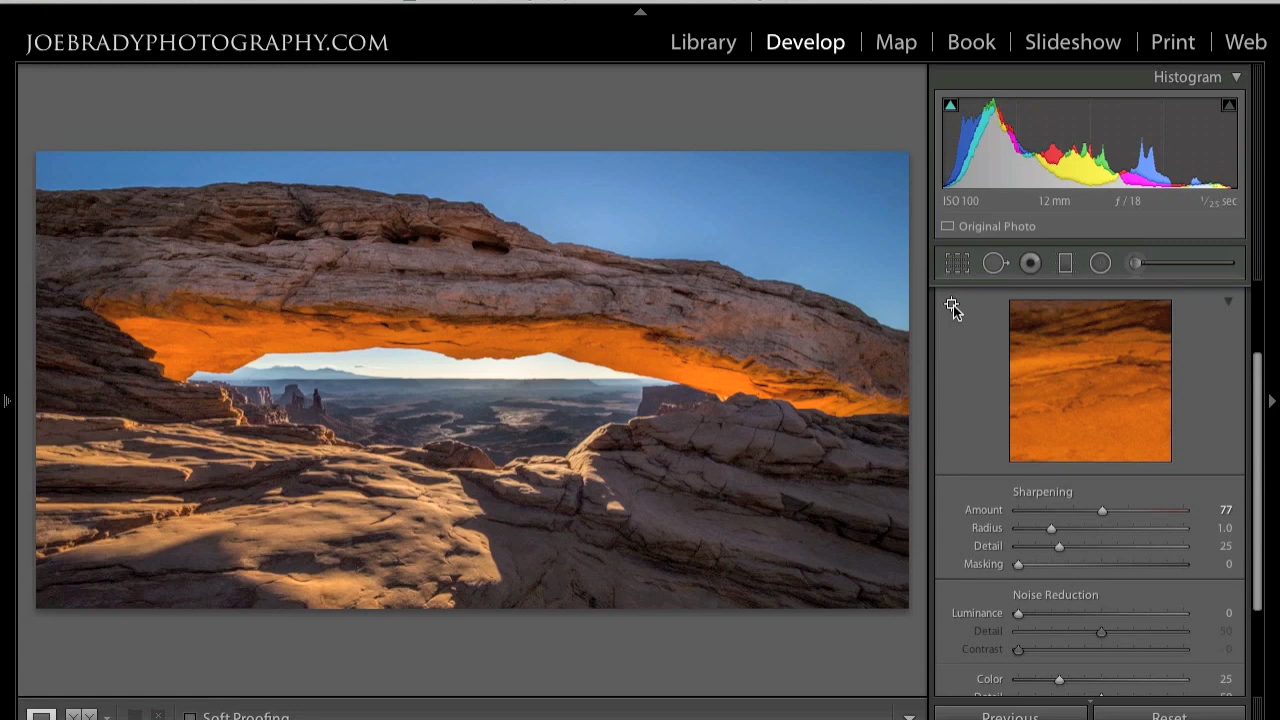 JOEBRADYPHOTOGRAPHY.COM
Library | Develop | Map | Book | Slideshow | Print | Web
Histogram
ISO 100 12 mm ƒ / 18 1/25 sec
Original Photo
Sharpening
Amount 77
Radius 1.0
Detail 25
Masking 0
Noise Reduction
Luminance 0
Detail 50
Contrast 0
Color 25
Detail 50
Soft Proofing
Previous Reset